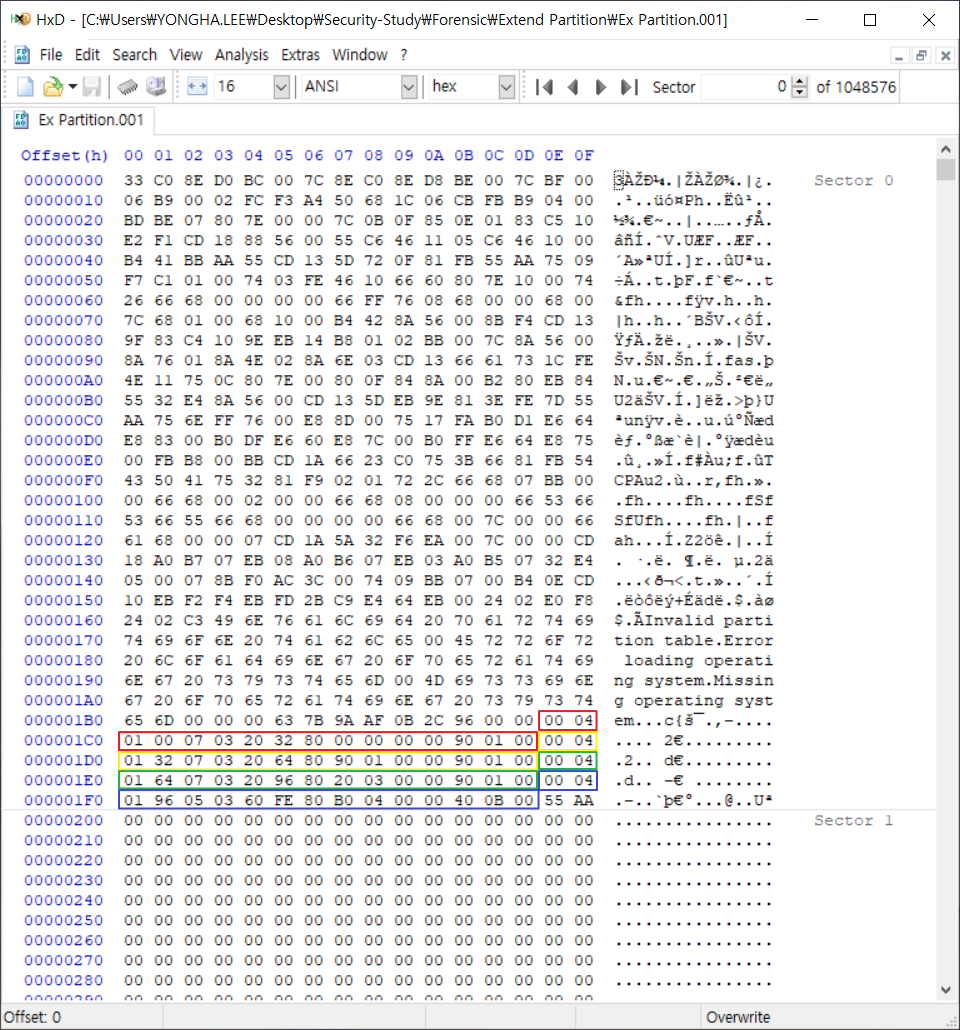 HxD - [C:₩Users₩YONGHA.LEE₩Desktop₩Security-Study₩Forensic₩Extend Partition₩Ex Partition.001]
File Edit Search View Analysis Extras Window ?
16 ANSI hex Sector 0 of 1048576
Ex Partition.001
Offset(h) 00 01 02 03 04 05 06 07 08 09 0A 0B 0C 0D 0E 0F
00000000 33 C0 8E D0 BC 00 7C 8E C0 8E D8 BE 00 7C BF 00 3ÀŽÐ¼.|ŽÀŽØ¾.|¿. Sector 0
00000010 06 B9 00 02 FC F3 A4 50 68 1C 06 CB FB B9 04 00 .¹..üó¤Ph..Ëû¹..
00000020 BD BE 07 80 7E 00 00 7C 0B 0F 85 0E 01 83 C5 10 ½¾.€~..|..…..ƒÅ.
00000030 E2 F1 CD 18 88 56 00 55 C6 46 11 05 C6 46 10 00 âñÍ.ˆV.UÆF..ÆF..
00000040 B4 41 BB AA 55 CD 13 5D 72 0F 81 FB 55 AA 75 09 ´A»ªUÍ.]r..ûUªu.
00000050 F7 C1 01 00 74 03 FE 46 10 66 60 80 7E 10 00 74 ÷Á..t.þF.f`€~..t
00000060 26 66 68 00 00 00 00 66 FF 76 08 68 00 00 68 00 &fh....fÿv.h..h.
00000070 7C 68 01 00 68 10 00 B4 42 8A 56 00 8B F4 CD 13 |h..h..´BŠV.‹ôÍ.
00000080 9F 83 C4 10 9E EB 14 B8 01 02 BB 00 7C 8A 56 00 ŸƒÄ.žë.¸..».|ŠV.
00000090 8A 76 01 8A 4E 02 8A 6E 03 CD 13 66 61 73 1C FE Šv.ŠN.Šn.Í.fas.þ
000000A0 4E 11 75 0C 80 7E 00 80 0F 84 8A 00 B2 80 EB 84 N.u.€~.€.„Š.²€ë„
000000B0 55 32 E4 8A 56 00 CD 13 5D EB 9E 81 3E FE 7D 55 U2äŠV.Í.]ëž.>þ}U
000000C0 AA 75 6E FF 76 00 E8 8D 00 75 17 FA B0 D1 E6 64 ªunÿv.è..u.ú°Ñæd
000000D0 E8 83 00 B0 DF E6 60 E8 7C 00 B0 FF E6 64 E8 75 èƒ.°ßæ`è|.°ÿædèu
000000E0 00 FB B8 00 BB CD 1A 66 23 C0 75 3B 66 81 FB 54 .û¸.»Í.f#Àu;f.ûT
000000F0 43 50 41 75 32 81 F9 02 01 72 2C 66 68 07 BB 00 CPAu2.ù..r,fh.».
00000100 00 66 68 00 02 00 00 66 68 08 00 00 00 66 53 66 .fh....fh....fSf
00000110 53 66 55 66 68 00 00 00 00 66 68 00 7C 00 00 66 SfUfh....fh.|..f
00000120 61 68 00 00 07 CD 1A 5A 32 F6 EA 00 7C 00 00 CD ah...Í.Z2öê.|..Í
00000130 18 A0 B7 07 EB 08 A0 B6 07 EB 03 A0 B5 07 32 E4 . ·.ë. ¶.ë. µ.2ä
00000140 05 00 07 8B F0 AC 3C 00 74 09 BB 07 00 B4 0E CD ...‹ð¬<.t.»..´.Í
00000150 10 EB F2 F4 EB FD 2B C9 E4 64 EB 00 24 02 E0 F8 .ëòôëý+Éädë.$.àø
00000160 24 02 C3 49 6E 76 61 6C 69 64 20 70 61 72 74 69 $.ÃInvalid parti
00000170 74 69 6F 6E 20 74 61 62 6C 65 00 45 72 72 6F 72 tion table.Error
00000180 20 6C 6F 61 64 69 6E 67 20 6F 70 65 72 61 74 69 loading operati
00000190 6E 67 20 73 79 73 74 65 6D 00 4D 69 73 73 69 6E ng system.Missin
000001A0 67 20 6F 70 65 72 61 74 69 6E 67 20 73 79 73 74 g operating syst
000001B0 65 6D 00 00 00 63 7B 9A AF 0B 2C 96 00 00 00 04 em...c{š¯.,–....
000001C0 01 00 07 03 20 32 80 00 00 00 00 90 01 00 00 04 .... 2€.........
000001D0 01 32 07 03 20 64 80 90 01 00 00 90 01 00 00 04 .2.. d€.........
000001E0 01 64 07 03 20 96 80 20 03 00 00 90 01 00 00 04 .d.. –€ ........
000001F0 01 96 05 03 60 FE 80 B0 04 00 00 40 0B 00 55 AA .–..`þ€°...@..Uª
00000200 00 00 00 00 00 00 00 00 00 00 00 00 00 00 00 00 ................ Sector 1
00000210 00 00 00 00 00 00 00 00 00 00 00 00 00 00 00 00 ................
00000220 00 00 00 00 00 00 00 00 00 00 00 00 00 00 00 00 ................
00000230 00 00 00 00 00 00 00 00 00 00 00 00 00 00 00 00 ................
00000240 00 00 00 00 00 00 00 00 00 00 00 00 00 00 00 00 ................
00000250 00 00 00 00 00 00 00 00 00 00 00 00 00 00 00 00 ................
00000260 00 00 00 00 00 00 00 00 00 00 00 00 00 00 00 00 ................
00000270 00 00 00 00 00 00 00 00 00 00 00 00 00 00 00 00 ................
00000280 00 00 00 00 00 00 00 00 00 00 00 00 00 00 00 00 ................
Offset: 0 Overwrite